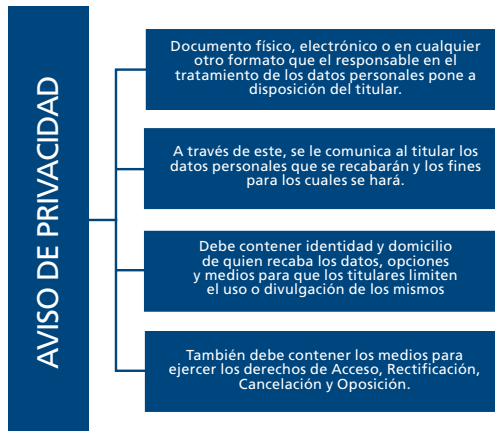 AVISO DE PRIVACIDAD
Documento físico, electrónico o en cualquier
otro formato que el responsable en el
tratamiento de los datos personales pone a
disposición del titular.
A través de este, se le comunica al titular los
datos personales que se recabarán y los fines
para los cuales se hará.
Debe contener identidad y domicilio
de quien recaba los datos, opciones
y medios para que los titulares limiten
el uso o divulgación de los mismos
También debe contener los medios para
ejercer los derechos de Acceso, Rectificación,
Cancelación y Oposición.